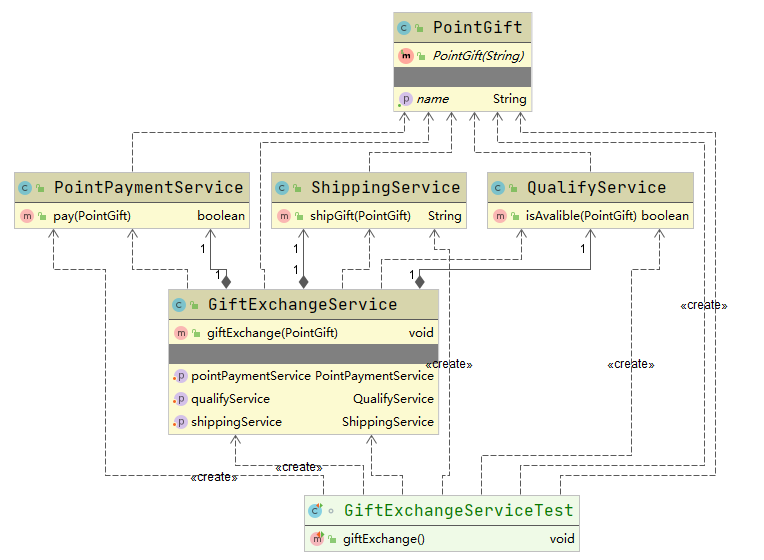 PointGift
PointGift(String)
name String
PointPaymentService
pay(PointGift) boolean
ShippingService
shipGift(PointGift) String
QualifyService
isAvalible(PointGift) boolean
1 1 1
1 1 1
GiftExchangeService
giftExchange(PointGift) void
pointPaymentService PointPaymentService
qualifyService QualifyService
shippingService ShippingService
«create»
«create»
«create»
«create»
«create»
GiftExchangeServiceTest
giftExchange() void